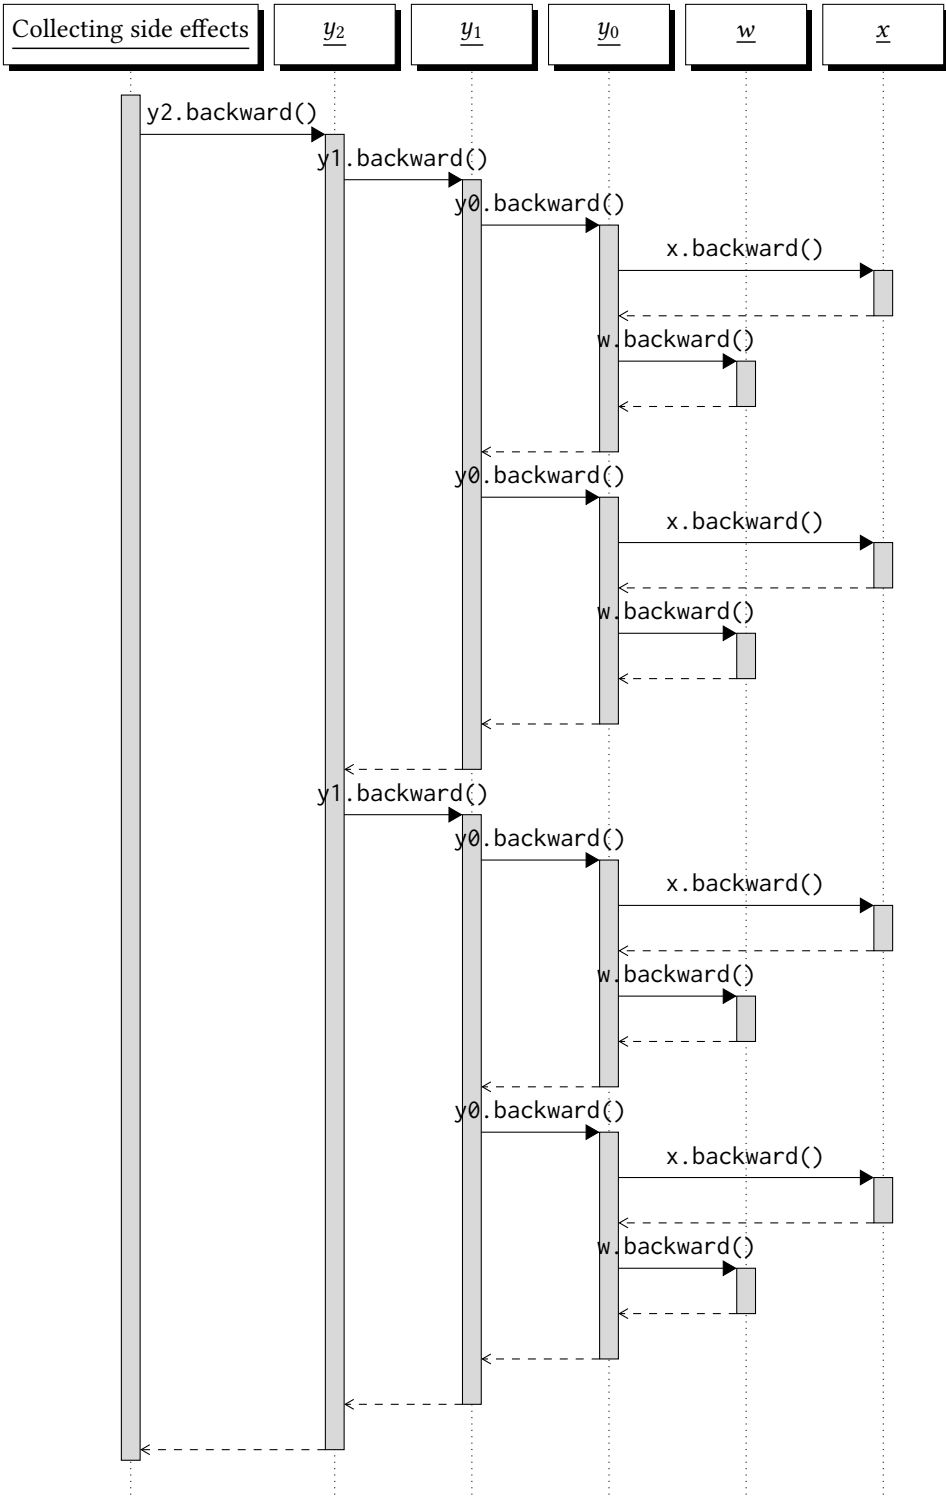 Collecting side effects y₂ y₁ y₀ w x
y2.backward()
y1.backward()
y0.backward()
x.backward()
w.backward()
y0.backward()
x.backward()
w.backward()
y1.backward()
y0.backward()
x.backward()
w.backward()
y0.backward()
x.backward()
w.backward()